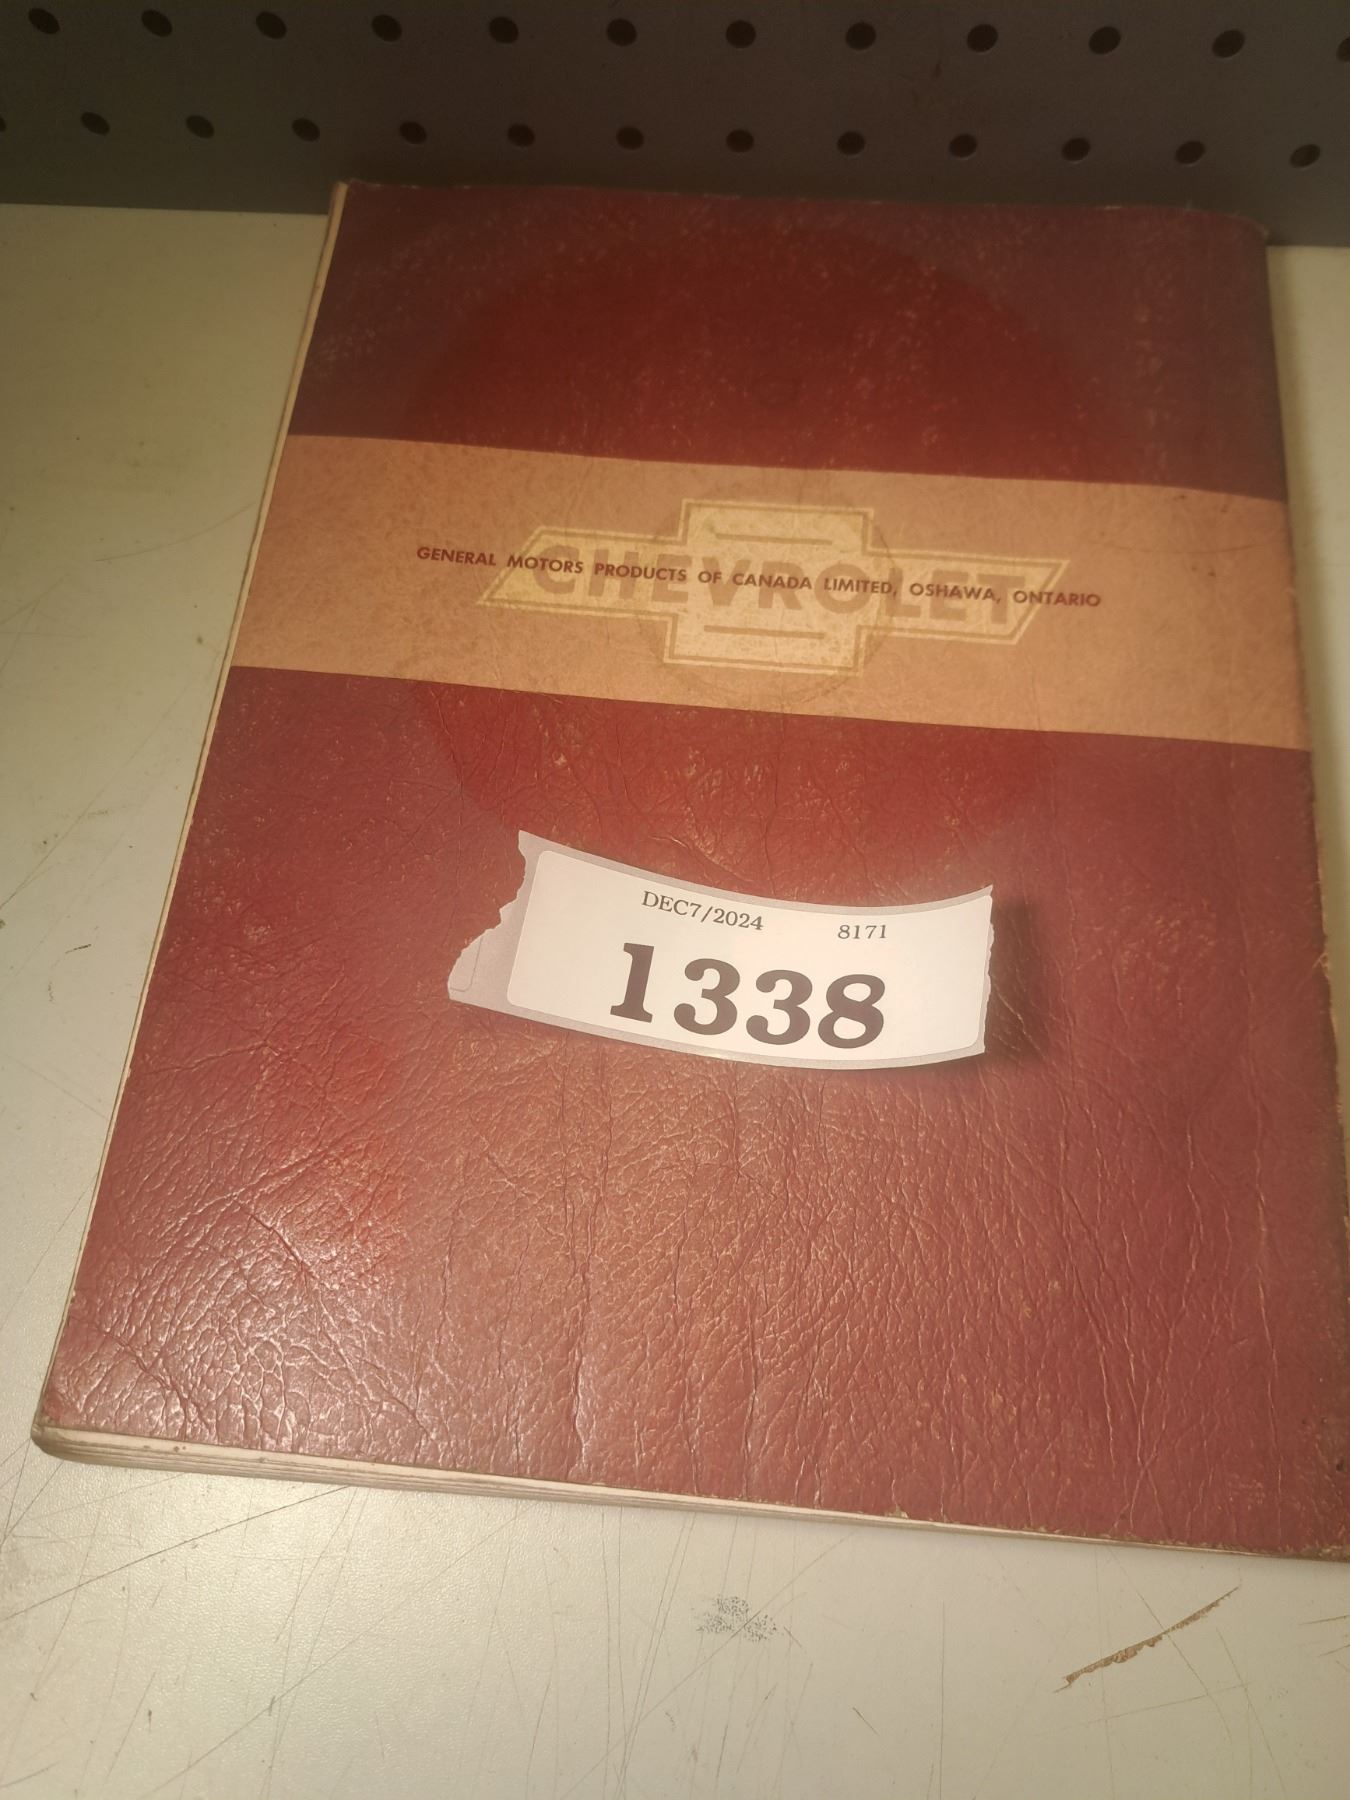 CHEVROLET
GENERAL MOTORS PRODUCTS OF CANADA LIMITED, OSHAWA, ONTARIO
DEC7/2024 8171
1338